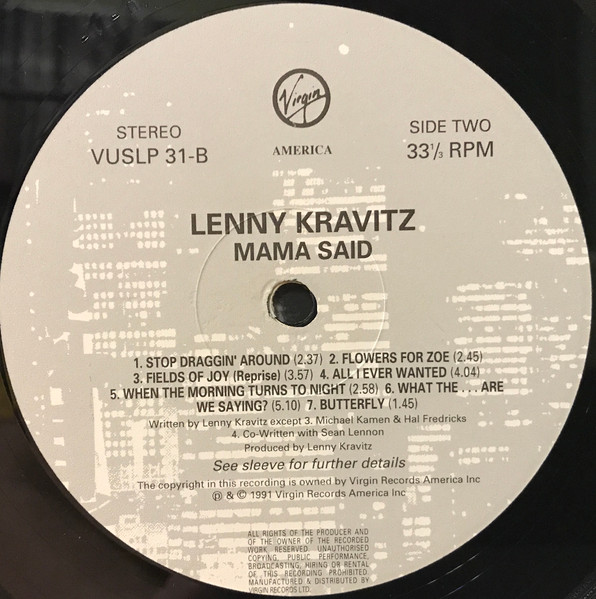 Virgin
STEREO
VUSLP 31-B
AMERICA
SIDE TWO
33⅓ RPM
LENNY KRAVITZ
MAMA SAID
1. STOP DRAGGIN' AROUND (2.37) 2. FLOWERS FOR ZOE (2.45)
3. FIELDS OF JOY (Reprise) (3.57) 4. ALL I EVER WANTED (4.04)
5. WHEN THE MORNING TURNS TO NIGHT (2.58) 6. WHAT THE . . . ARE
WE SAYING? (5.10) 7. BUTTERFLY (1.45)
Written by Lenny Kravitz except 3. Michael Kamen & Hal Fredricks
4. Co-Written with Sean Lennon
Produced by Lenny Kravitz
See sleeve for further details
The copyright in this recording is owned by Virgin Records America Inc
℗ & © 1991 Virgin Records America Inc
ALL RIGHTS OF THE PRODUCER AND
OF THE OWNER OF THE RECORDED
WORK RESERVED. UNAUTHORISED
COPYING, PUBLIC PERFORMANCE,
BROADCASTING, HIRING OR RENTAL
OF THIS RECORDING PROHIBITED.
MANUFACTURED & DISTRIBUTED BY
VIRGIN RECORDS LTD.